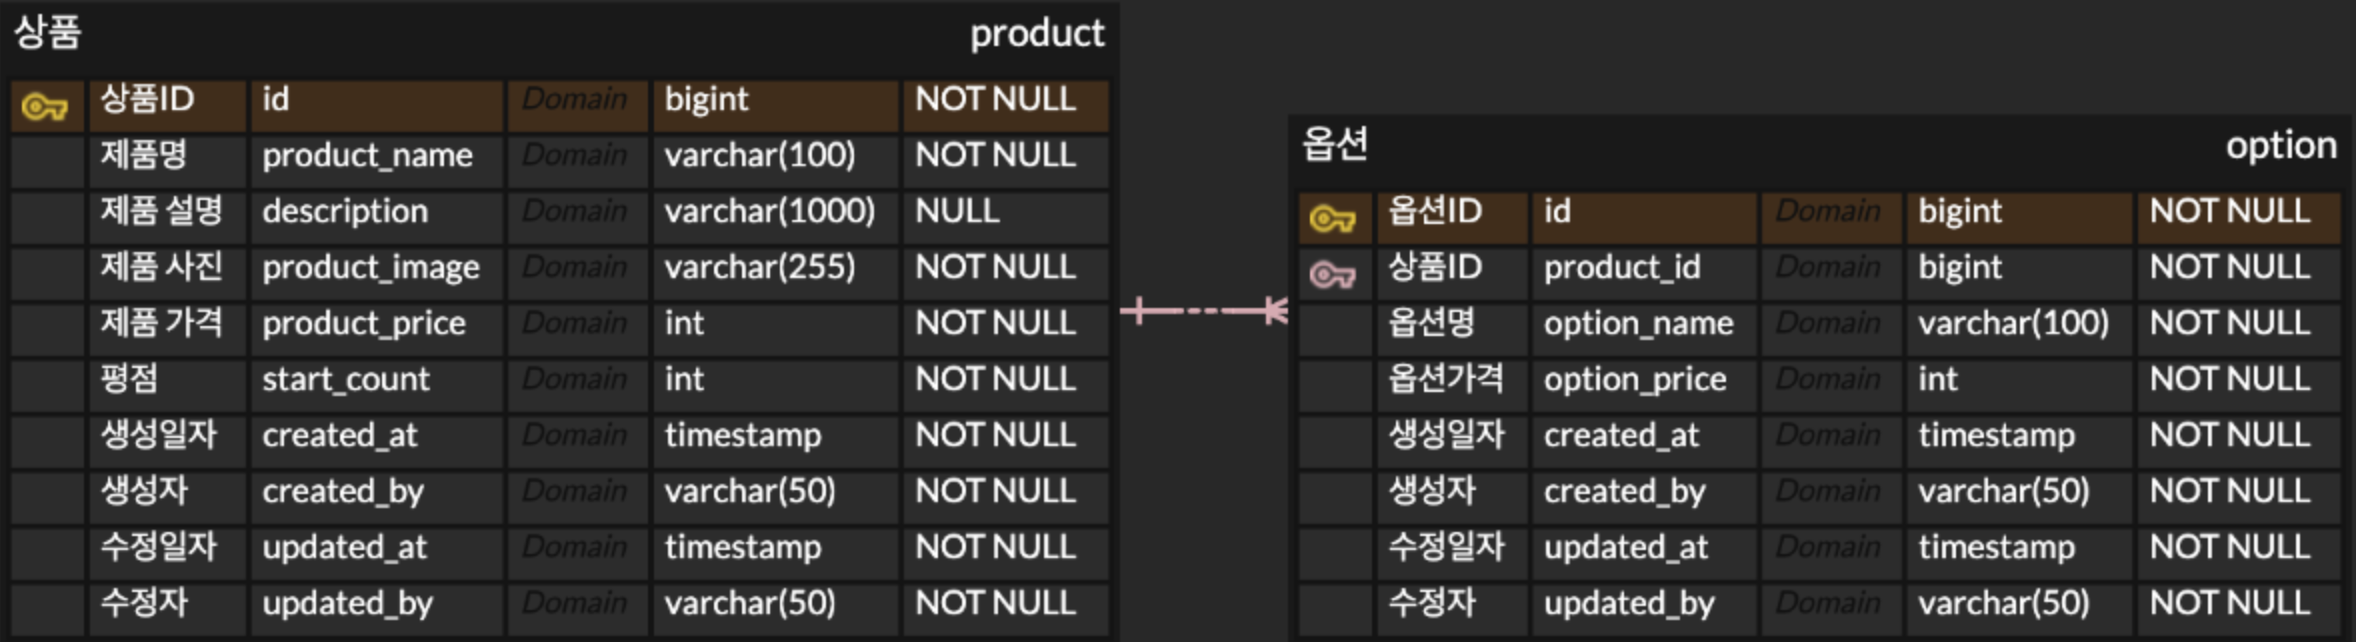 상품 product
상품ID id Domain bigint NOT NULL
제품명 product_name Domain varchar(100) NOT NULL
제품 설명 description Domain varchar(1000) NULL
제품 사진 product_image Domain varchar(255) NOT NULL
제품 가격 product_price Domain int NOT NULL
평점 start_count Domain int NOT NULL
생성일자 created_at Domain timestamp NOT NULL
생성자 created_by Domain varchar(50) NOT NULL
수정일자 updated_at Domain timestamp NOT NULL
수정자 updated_by Domain varchar(50) NOT NULL
옵션 option
옵션ID id Domain bigint NOT NULL
상품ID product_id Domain bigint NOT NULL
옵션명 option_name Domain varchar(100) NOT NULL
옵션가격 option_price Domain int NOT NULL
생성일자 created_at Domain timestamp NOT NULL
생성자 created_by Domain varchar(50) NOT NULL
수정일자 updated_at Domain timestamp NOT NULL
수정자 updated_by Domain varchar(50) NOT NULL